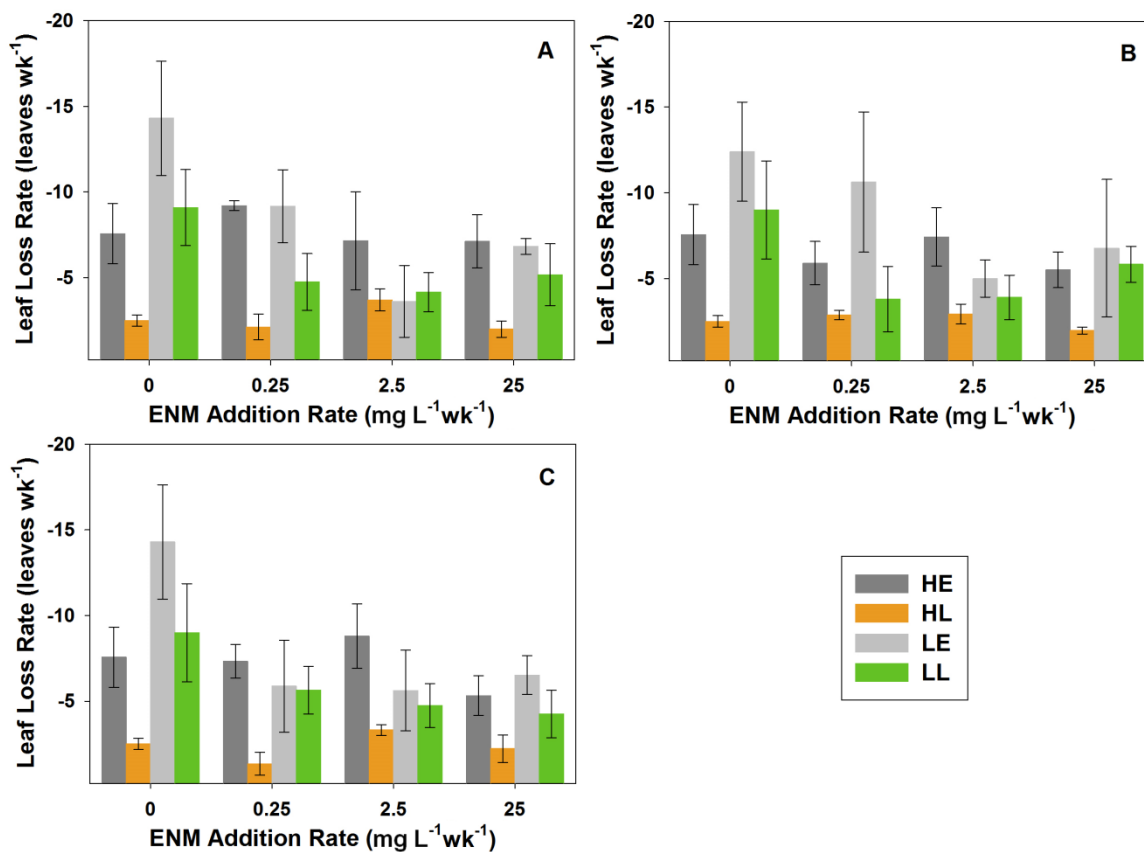 A
Leaf Loss Rate (leaves wk⁻¹)
-20
-15
-10
-5
0 0.25 2.5 25
ENM Addition Rate (mg L⁻¹wk⁻¹)
B
Leaf Loss Rate (leaves wk⁻¹)
-20
-15
-10
-5
0 0.25 2.5 25
ENM Addition Rate (mg L⁻¹wk⁻¹)
C
Leaf Loss Rate (leaves wk⁻¹)
-20
-15
-10
-5
0 0.25 2.5 25
ENM Addition Rate (mg L⁻¹wk⁻¹)
HE
HL
LE
LL